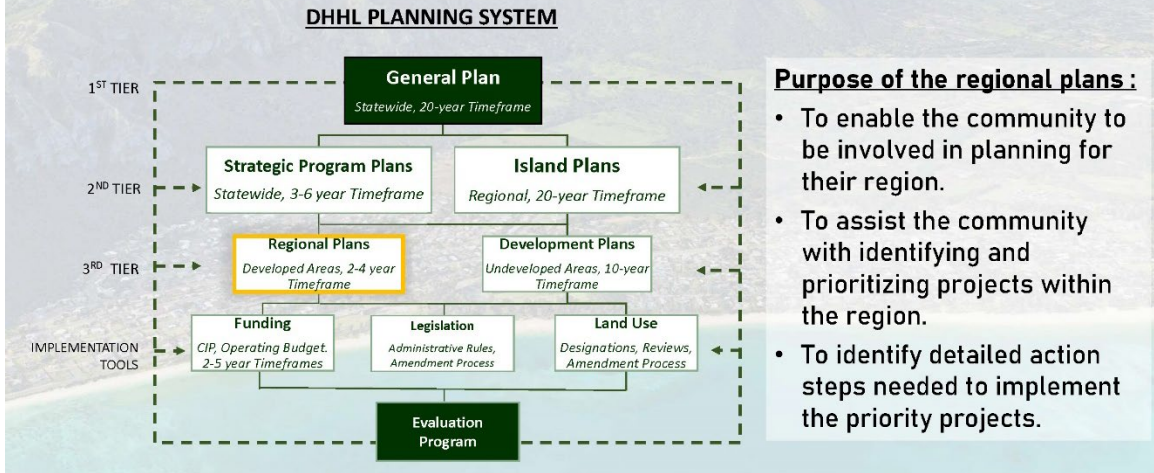 DHHL PLANNING SYSTEM
1ST TIER
General Plan
Statewide, 20-year Timeframe
2ND TIER
Strategic Program Plans
Statewide, 3-6 year Timeframe
Island Plans
Regional, 20-year Timeframe
3RD TIER
Regional Plans
Developed Areas, 2-4 year
Timeframe
Development Plans
Undeveloped Areas, 10-year
Timeframe
IMPLEMENTATION
TOOLS
Funding
CIP, Operating Budget.
2-5 year Timeframes
Legislation
Administrative Rules,
Amendment Process
Land Use
Designations, Reviews,
Amendment Process
Evaluation
Program
Purpose of the regional plans :
• To enable the community to
be involved in planning for
their region.
• To assist the community
with identifying and
prioritizing projects within
the region.
• To identify detailed action
steps needed to implement
the priority projects.